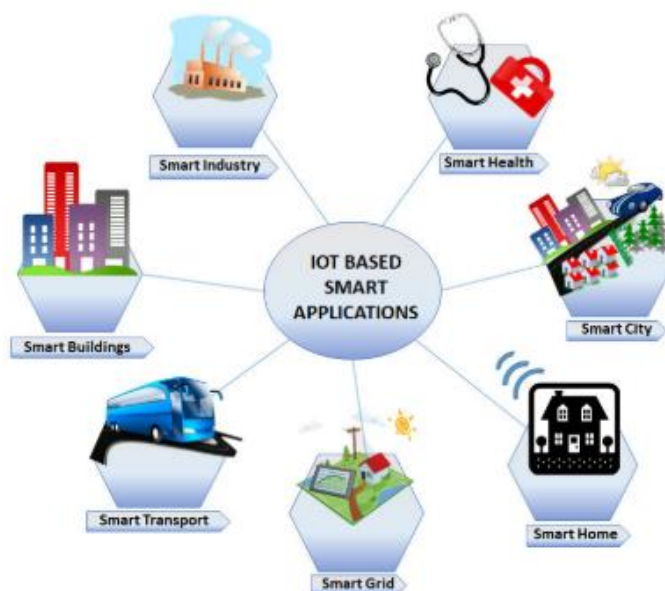 Smart Industry
Smart Health
IOT BASED
SMART
APPLICATIONS
Smart Buildings
Smart City
Smart Transport
Smart Home
Smart Grid